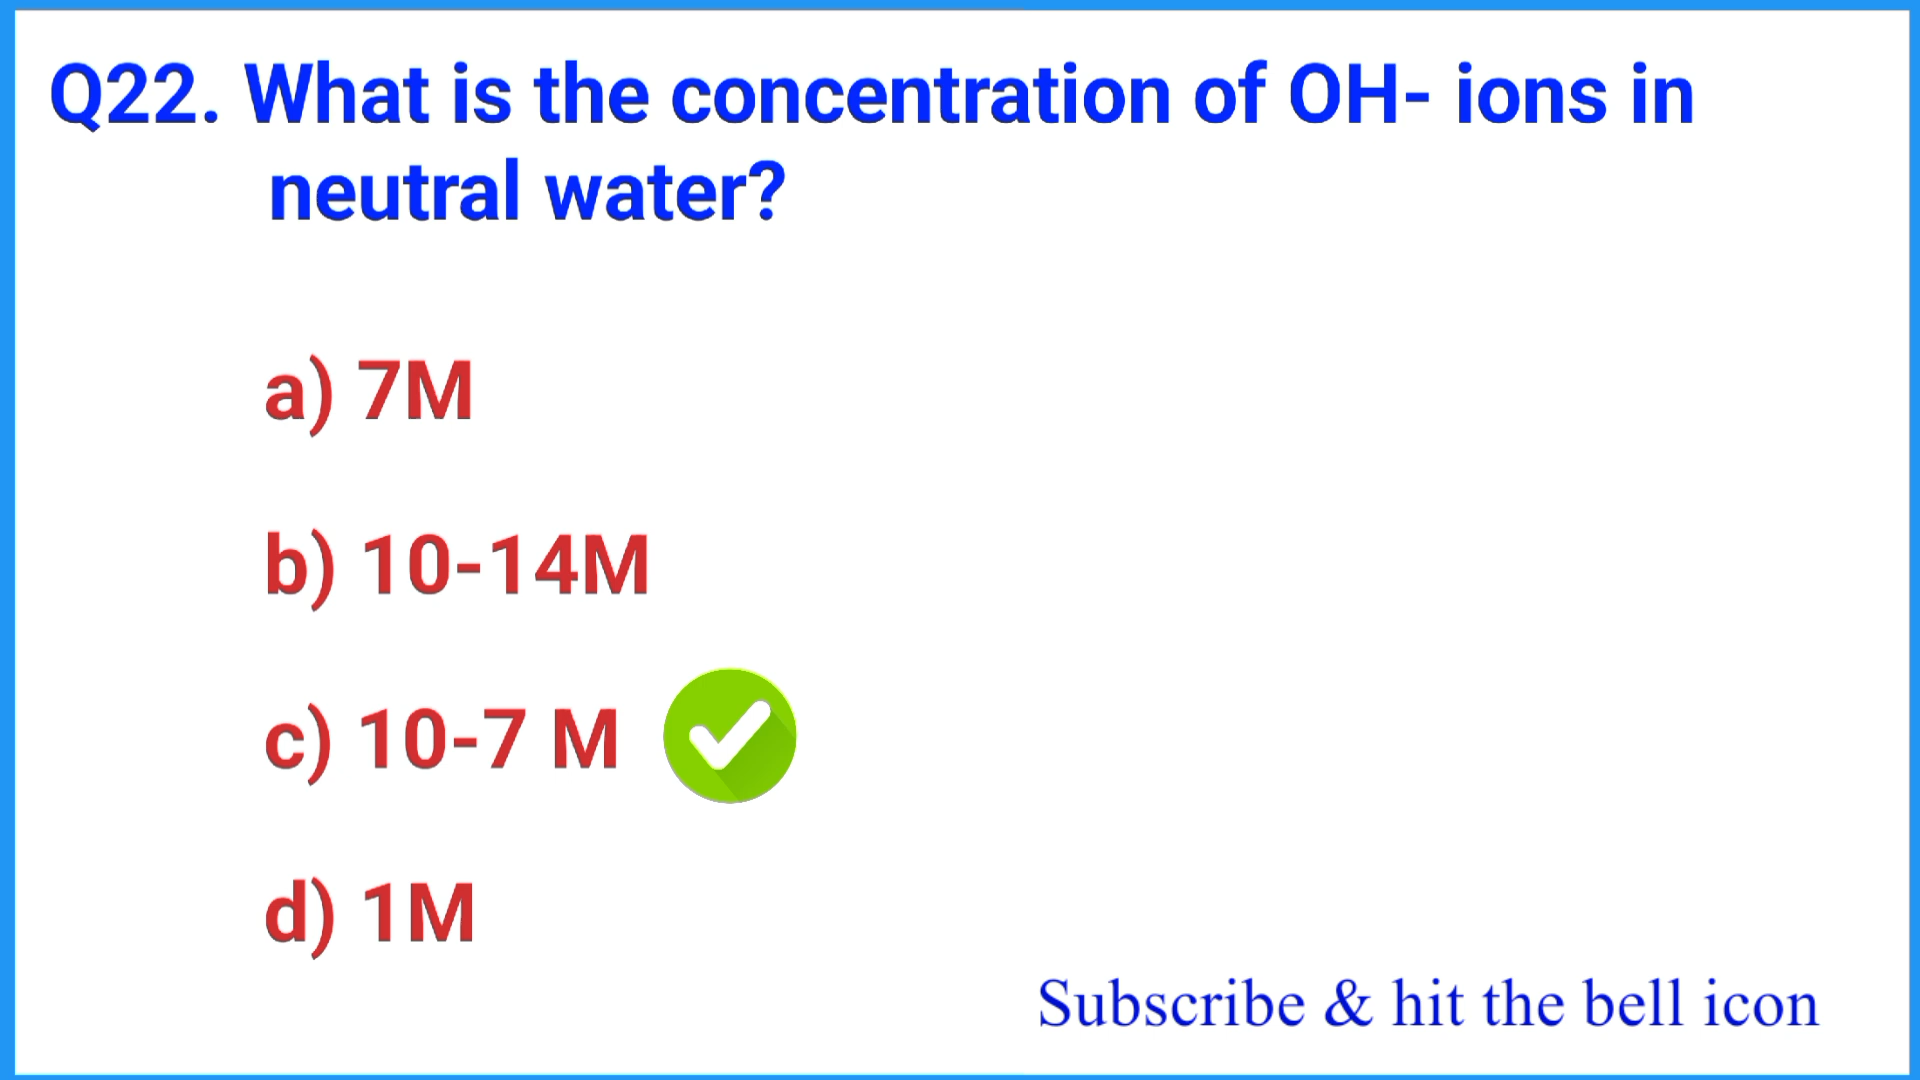 Q22. What is the concentration of OH- ions in
neutral water?
a) 7M
b) 10-14M
c) 10-7 M
d) 1M
Subscribe & hit the bell icon